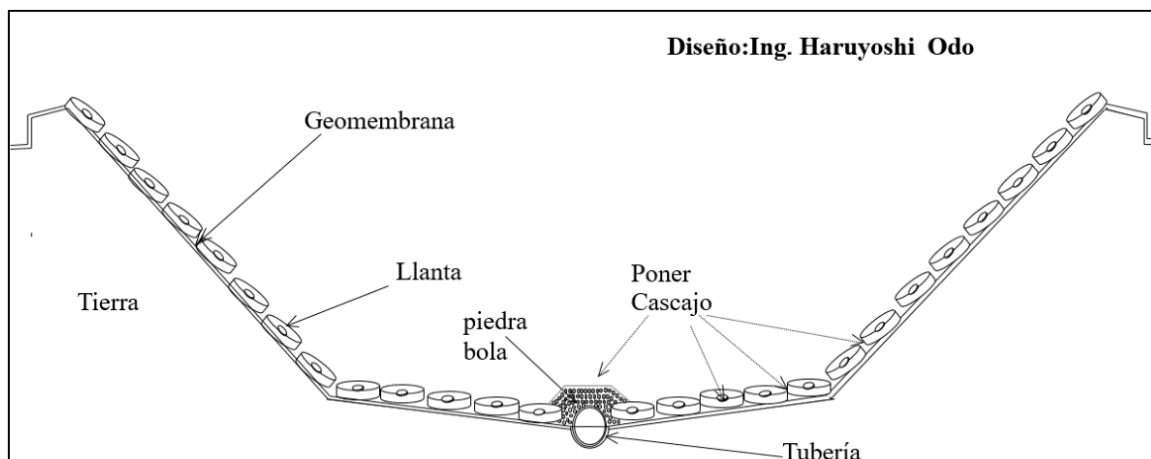 Diseño:Ing. Haruyoshi Odo
Geomembrana
Llanta
Poner
Cascajo
Tierra
piedra
bola
Tubería